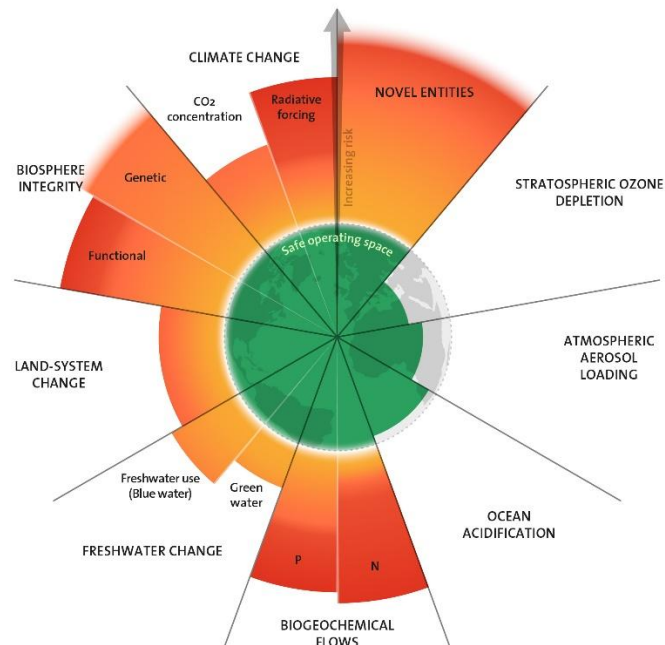 CLIMATE CHANGE
CO2
concentration
Radiative
forcing
Increasing risk
NOVEL ENTITIES
BIOSPHERE
INTEGRITY
Genetic
Functional
STRATOSPHERIC OZONE
DEPLETION
Safe operating space
ATMOSPHERIC
AEROSOL
LOADING
LAND-SYSTEM
CHANGE
Freshwater use
(Blue water)
Green
water
FRESHWATER CHANGE
OCEAN
ACIDIFICATION
P
N
BIOGEOCHEMICAL
FLOWS